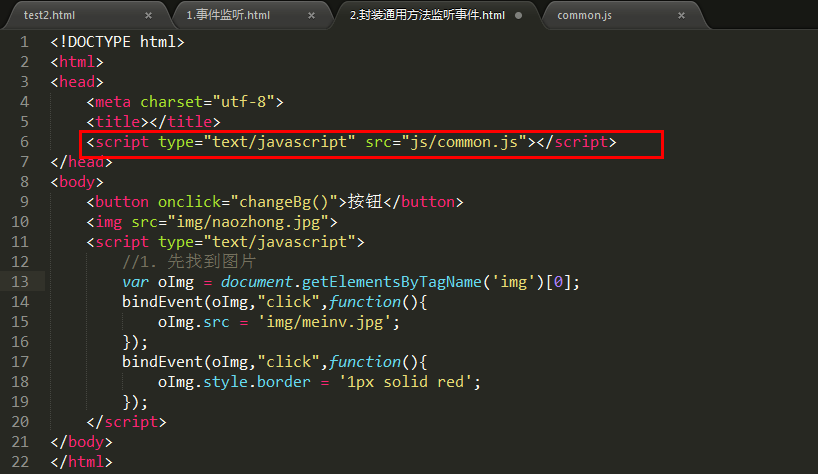 test2.html × 1.事件监听.html × 2.封装通用方法监听事件.html common.js ×
1 <!DOCTYPE html>
2 <html>
3 <head>
4 <meta charset="utf-8">
5 <title></title>
6 <script type="text/javascript" src="js/common.js"></script>
7 </head>
8 <body>
9 <button onclick="changeBg()">按钮</button>
10 <img src="img/naozhong.jpg">
11 <script type="text/javascript">
12 //1. 先找到图片
13 var oImg = document.getElementsByTagName('img')[0];
14 bindEvent(oImg,"click",function(){
15 oImg.src = 'img/meinv.jpg';
16 });
17 bindEvent(oImg,"click",function(){
18 oImg.style.border = '1px solid red';
19 });
20 </script>
21 </body>
22 </html>